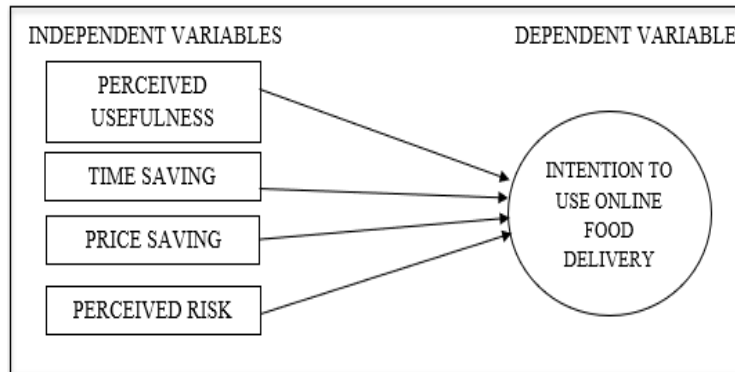 INDEPENDENT VARIABLES
DEPENDENT VARIABLE
PERCEIVED
USEFULNESS
TIME SAVING
PRICE SAVING
PERCEIVED RISK
INTENTION TO
USE ONLINE
FOOD
DELIVERY